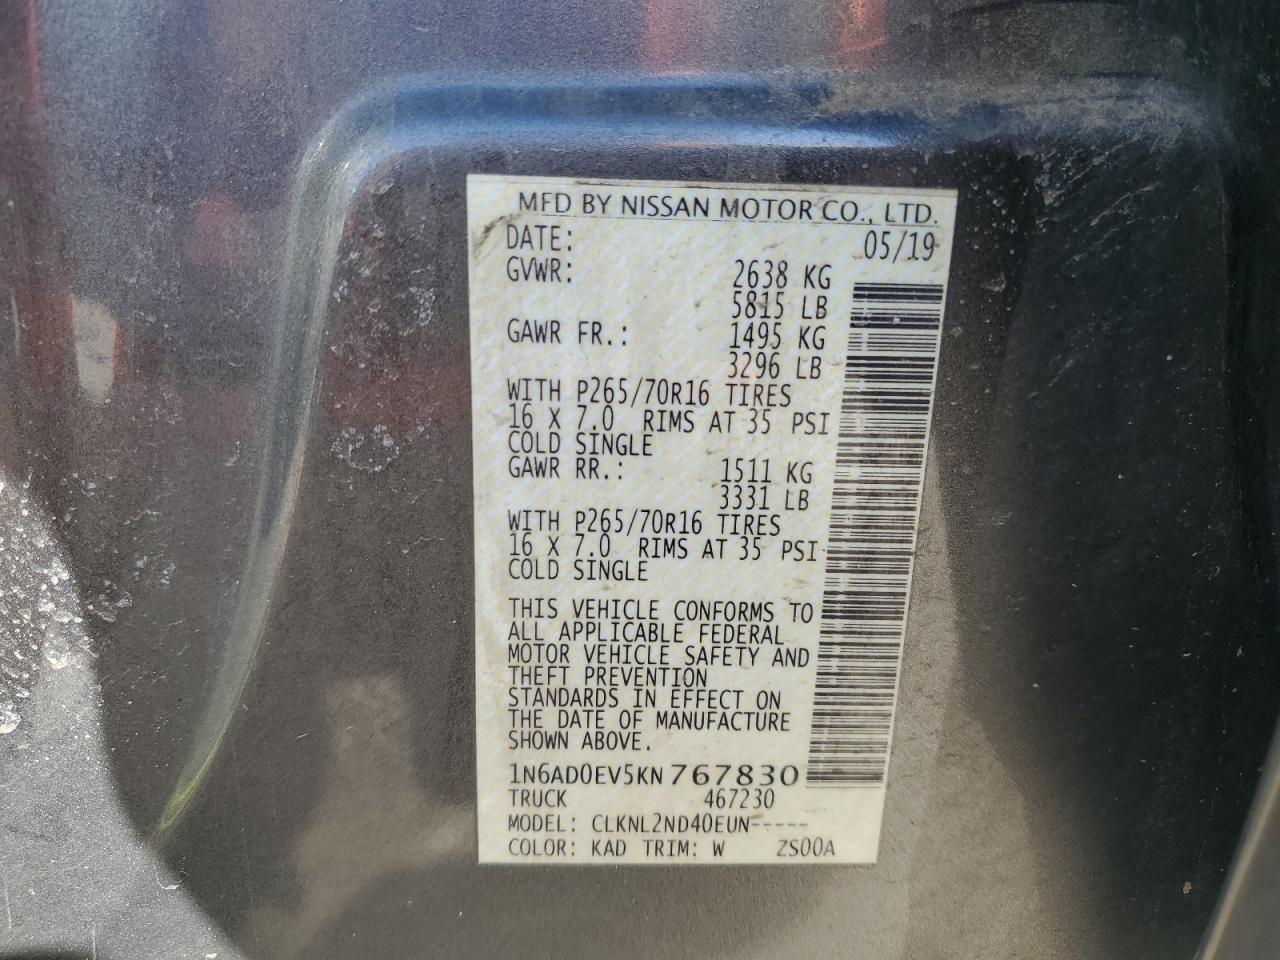 MFD BY NISSAN MOTOR CO., LTD.
DATE: 05/19
GVWR: 2638 KG
5815 LB
GAWR FR.: 1495 KG
3296 LB
WITH P265/70R16 TIRES
16 X 7.0 RIMS AT 35 PSI
COLD SINGLE
GAWR RR.: 1511 KG
3331 LB
WITH P265/70R16 TIRES
16 X 7.0 RIMS AT 35 PSI
COLD SINGLE
THIS VEHICLE CONFORMS TO
ALL APPLICABLE FEDERAL
MOTOR VEHICLE SAFETY AND
THEFT PREVENTION
STANDARDS IN EFFECT ON
THE DATE OF MANUFACTURE
SHOWN ABOVE.
1N6AD0EV5KN767830
TRUCK 467230
MODEL: CLKNL2ND40EUN-----
COLOR: KAD TRIM: W ZS00A